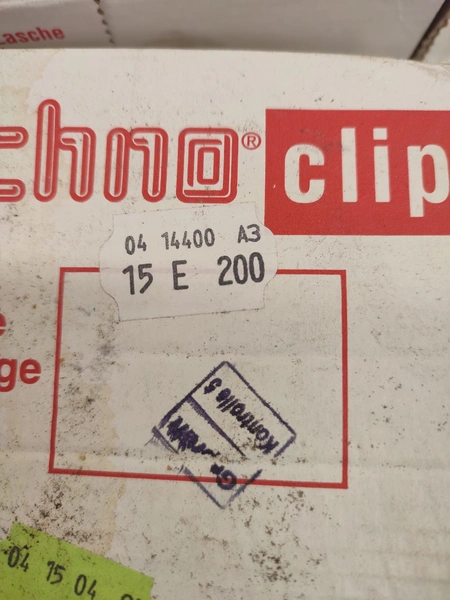 Lasche
chno® clip
04 14400 A3
15 E 200
ge
Kontrolle 5
04 15 04